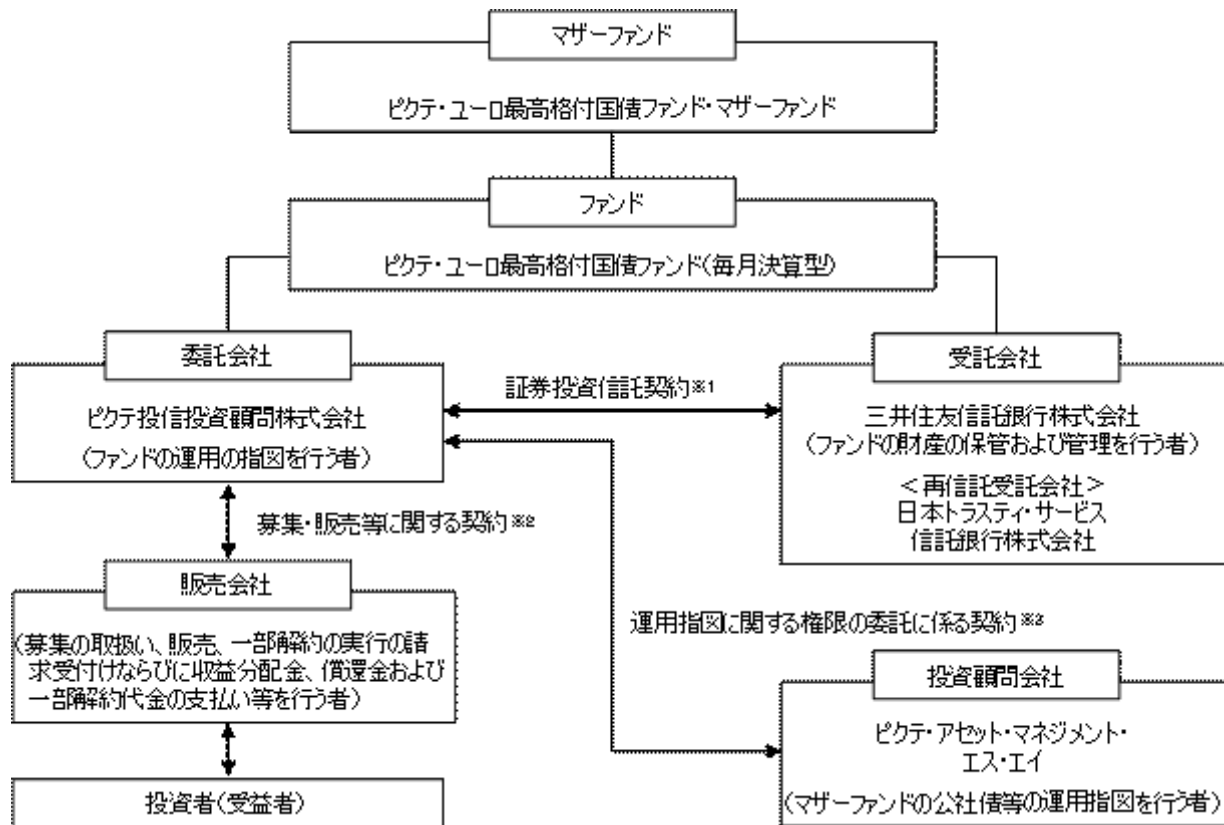 マザーファンド
ピクテ・ユーロ最高格付国債ファンド・マザーファンド
ファンド
ピクテ・ユーロ最高格付国債ファンド(毎月決算型)
委託会社
ピクテ投信投資顧問株式会社
(ファンドの運用の指図を行う者)
証券投資信託契約※1
受託会社
三井住友信託銀行株式会社
(ファンドの財産の保管および管理を行う者)
<再信託受託会社>
日本トラスティ・サービス
信託銀行株式会社
募集・販売等に関する契約※2
販売会社
(募集の取扱い、販売、一部解約の実行の請
求受付けならびに収益分配金、償還金および
一部解約代金の支払い等を行う者)
運用指図に関する権限の委託に係る契約※3
投資顧問会社
ピクテ・アセット・マネジメント・
エス・エイ
(マザーファンドの公社債等の運用指図を行う者)
投資者(受益者)